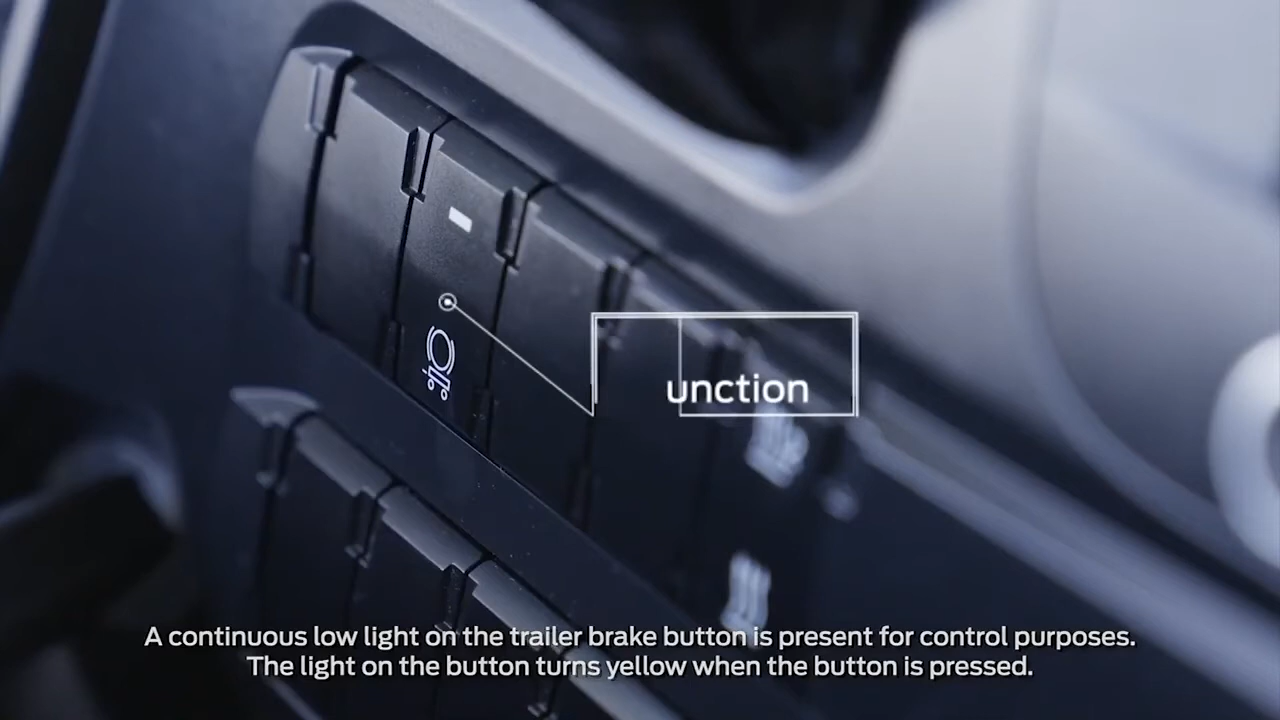 unction
A continuous low light on the trailer brake button is present for control purposes.
The light on the button turns yellow when the button is pressed.